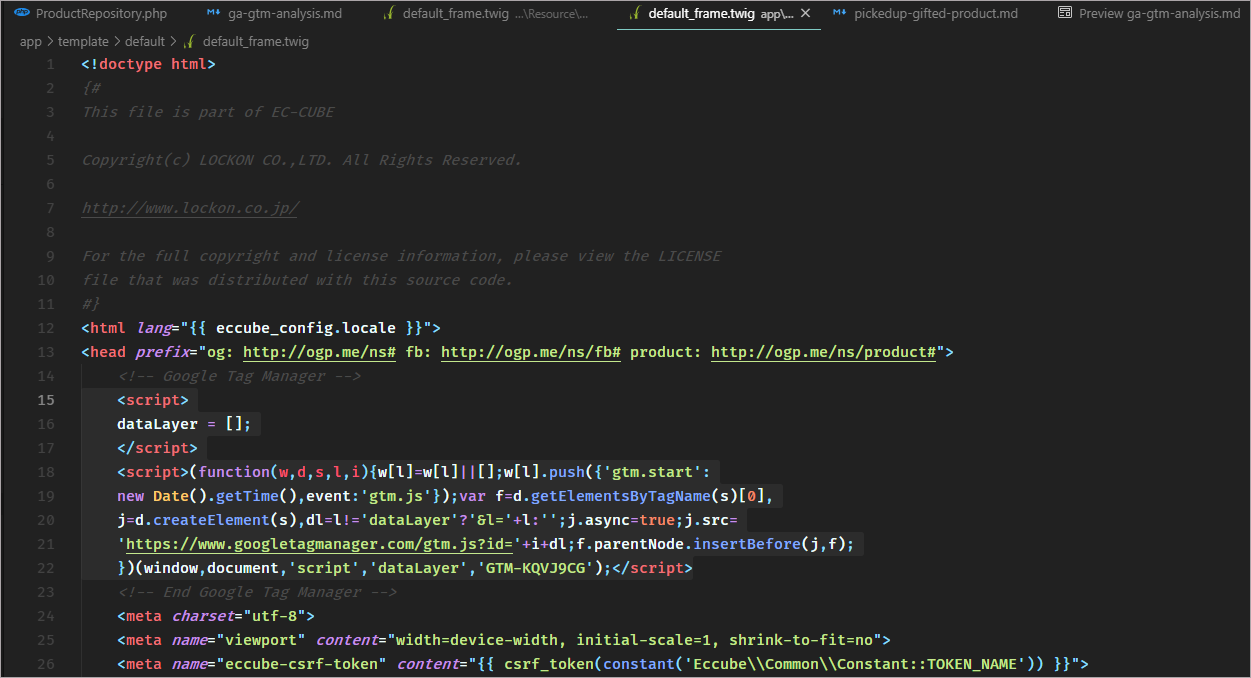 ProductRepository.php
ga-gtm-analysis.md
default_frame.twig ...\Resource\...
default_frame.twig app\...
pickedup-gifted-product.md
Preview ga-gtm-analysis.md
app > template > default > default_frame.twig
1 <!doctype html>
2 {#
3 This file is part of EC-CUBE
4
5 Copyright(c) LOCKON CO.,LTD. All Rights Reserved.
6
7 http://www.lockon.co.jp/
8
9 For the full copyright and license information, please view the LICENSE
10 file that was distributed with this source code.
11 #}
12 <html lang="{{ eccube_config.locale }}">
13 <head prefix="og: http://ogp.me/ns# fb: http://ogp.me/ns/fb# product: http://ogp.me/ns/product#">
14 <!-- Google Tag Manager -->
15 <script>
16 dataLayer = [];
17 </script>
18 <script>(function(w,d,s,l,i){w[l]=w[l]||[];w[l].push({'gtm.start':
19 new Date().getTime(),event:'gtm.js'});var f=d.getElementsByTagName(s)[0],
20 j=d.createElement(s),dl=l!='dataLayer'?'&l='+l:'';j.async=true;j.src=
21 'https://www.googletagmanager.com/gtm.js?id='+i+dl;f.parentNode.insertBefore(j,f);
22 })(window,document,'script','dataLayer','GTM-KQVJ9CG');</script>
23 <!-- End Google Tag Manager -->
24 <meta charset="utf-8">
25 <meta name="viewport" content="width=device-width, initial-scale=1, shrink-to-fit=no">
26 <meta name="eccube-csrf-token" content="{{ csrf_token(constant('Eccube\\Common\\Constant::TOKEN_NAME')) }}">